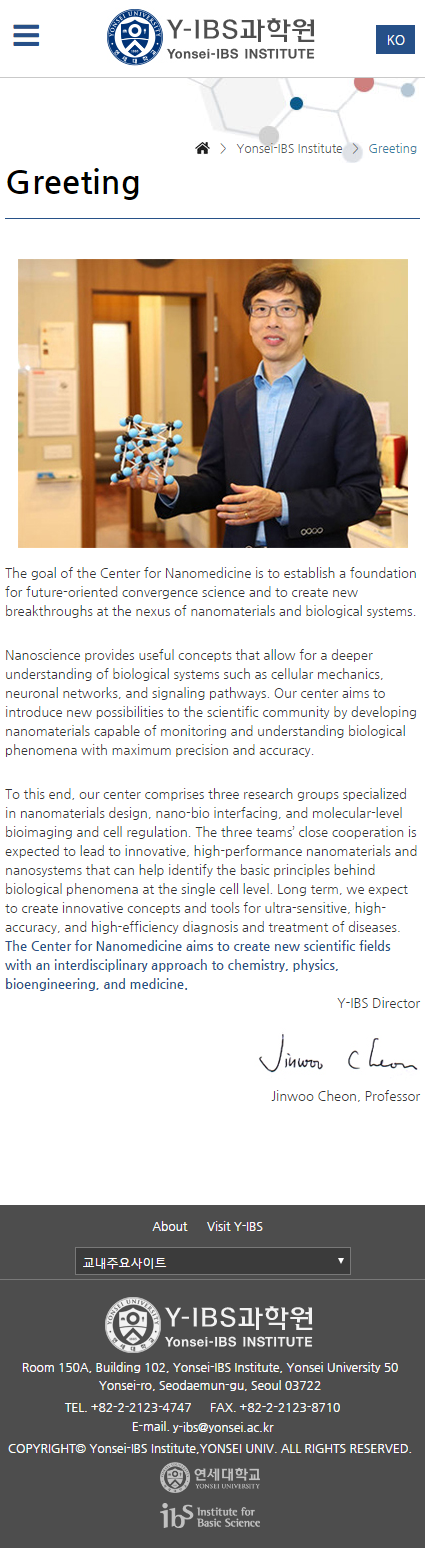 Y-IBS과학원
Yonsei-IBS INSTITUTE
KO
> Yonsei-IBS Institute > Greeting
Greeting
The goal of the Center for Nanomedicine is to establish a foundation
for future-oriented convergence science and to create new
breakthroughs at the nexus of nanomaterials and biological systems.
Nanoscience provides useful concepts that allow for a deeper
understanding of biological systems such as cellular mechanics,
neuronal networks, and signaling pathways. Our center aims to
introduce new possibilities to the scientific community by developing
nanomaterials capable of monitoring and understanding biological
phenomena with maximum precision and accuracy.
To this end, our center comprises three research groups specialized
in nanomaterials design, nano-bio interfacing, and molecular-level
bioimaging and cell regulation. The three teams' close cooperation is
expected to lead to innovative, high-performance nanomaterials and
nanosystems that can help identify the basic principles behind
biological phenomena at the single cell level. Long term, we expect
to create innovative concepts and tools for ultra-sensitive, high-
accuracy, and high-efficiency diagnosis and treatment of diseases.
The Center for Nanomedicine aims to create new scientific fields
with an interdisciplinary approach to chemistry, physics,
bioengineering, and medicine.
Y-IBS Director
Jinwoo Cheon
Jinwoo Cheon, Professor
About Visit Y-IBS
교내주요사이트
Y-IBS과학원
Yonsei-IBS INSTITUTE
Room 150A, Building 102, Yonsei-IBS Institute, Yonsei University 50
Yonsei-ro, Seodaemun-gu, Seoul 03722
TEL. +82-2-2123-4747 FAX. +82-2-2123-8710
E-mail. y-ibs@yonsei.ac.kr
COPYRIGHT© Yonsei-IBS Institute,YONSEI UNIV. ALL RIGHTS RESERVED.
연세대학교
YONSEI UNIVERSITY
ibs Institute for
Basic Science